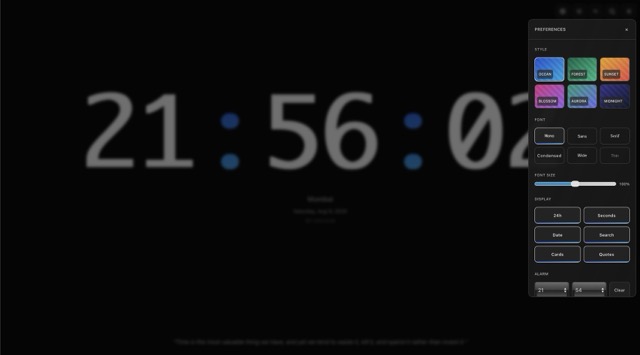 PREFERENCES ×
STYLE
OCEAN FOREST SUNSET
BLOSSOM AURORA MIDNIGHT
FONT
Mono Sans Serif
Condensed Wide Thin
FONT SIZE
100%
DISPLAY
24h Seconds
Date Search
Cards Quotes
ALARM
21 54 Clear
21:56:02